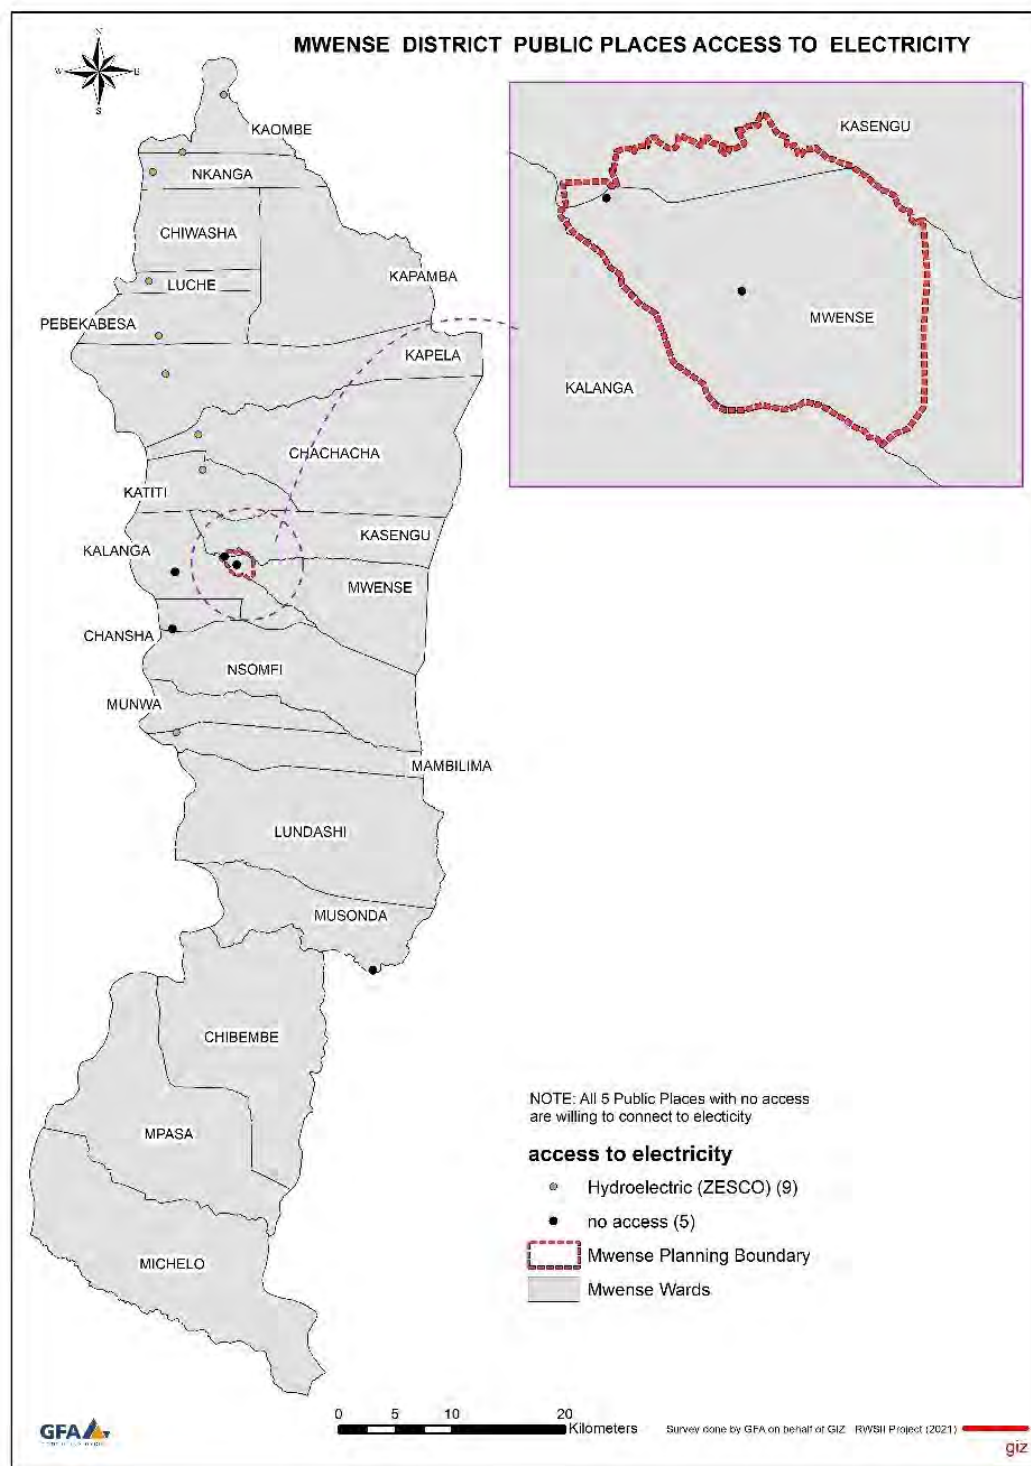 MWENSE DISTRICT PUBLIC PLACES ACCESS TO ELECTRICITY
N
W
E
S
KAOMBE
NKANGA
CHIWASHA
KAPAMBA
LUCHE
PEBEKABESA
KAPELA
CHACHACHA
KATITI
KASENGU
KALANGA
MWENSE
CHANSHA
NSOMFI
MUNWA
MAMBILIMA
LUNDASHI
MUSONDA
CHIBEMBE
MPASA
MICHELO
KASENGU
MWENSE
KALANGA
NOTE: All 5 Public Places with no access
are willing to connect to electicity
access to electricity
Hydroelectric (ZESCO) (9)
no access (5)
Mwense Planning Boundary
Mwense Wards
0 5 10 20
Kilometers
GFA
Survey done by GFA on behalf of GIZ RWSII Project (2021)
giz